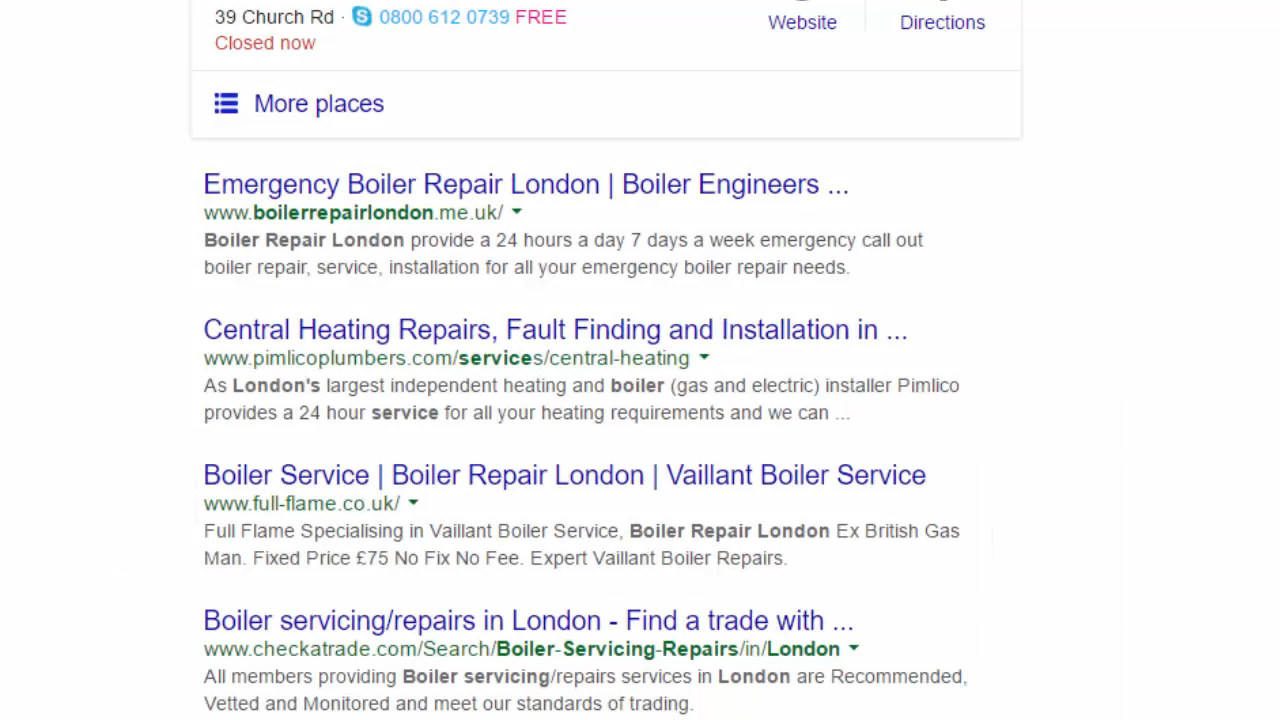 39 Church Rd · 0800 612 0739 FREE
Website
Directions
Closed now
More places
Emergency Boiler Repair London | Boiler Engineers ...
www.boilerrepairlondon.me.uk/
Boiler Repair London provide a 24 hours a day 7 days a week emergency call out
boiler repair, service, installation for all your emergency boiler repair needs.
Central Heating Repairs, Fault Finding and Installation in ...
www.pimlicoplumbers.com/services/central-heating
As London's largest independent heating and boiler (gas and electric) installer Pimlico
provides a 24 hour service for all your heating requirements and we can ...
Boiler Service | Boiler Repair London | Vaillant Boiler Service
www.full-flame.co.uk/
Full Flame Specialising in Vaillant Boiler Service, Boiler Repair London Ex British Gas
Man. Fixed Price £75 No Fix No Fee. Expert Vaillant Boiler Repairs.
Boiler servicing/repairs in London - Find a trade with ...
www.checkatrade.com/Search/Boiler-Servicing-Repairs/in/London
All members providing Boiler servicing/repairs services in London are Recommended,
Vetted and Monitored and meet our standards of trading.